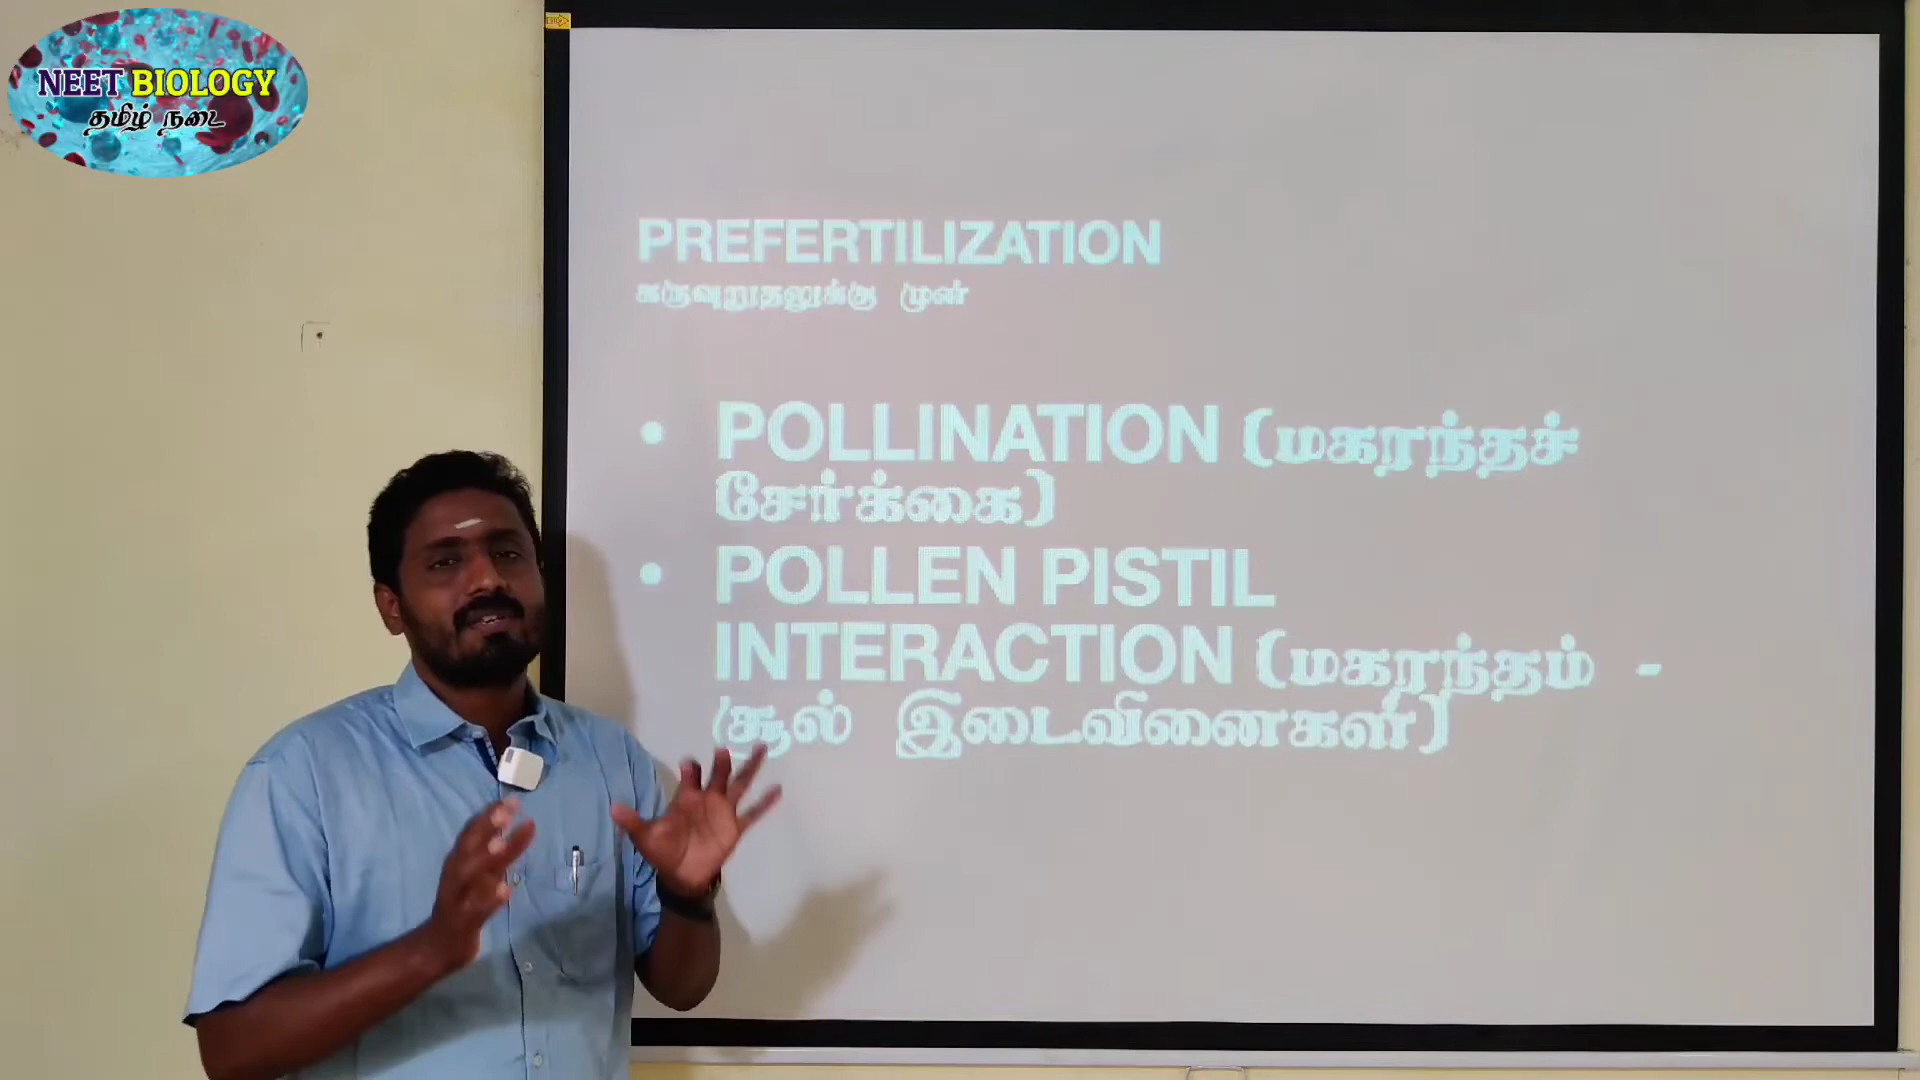 NEET BIOLOGY
தமிழ் நடை
PREFERTILIZATION
கருவுறுதலுக்கு முன்
• POLLINATION (மகரந்தச்
சேர்க்கை)
• POLLEN PISTIL
INTERACTION (மகரந்தம் -
சூல் இடைவினைகள்)